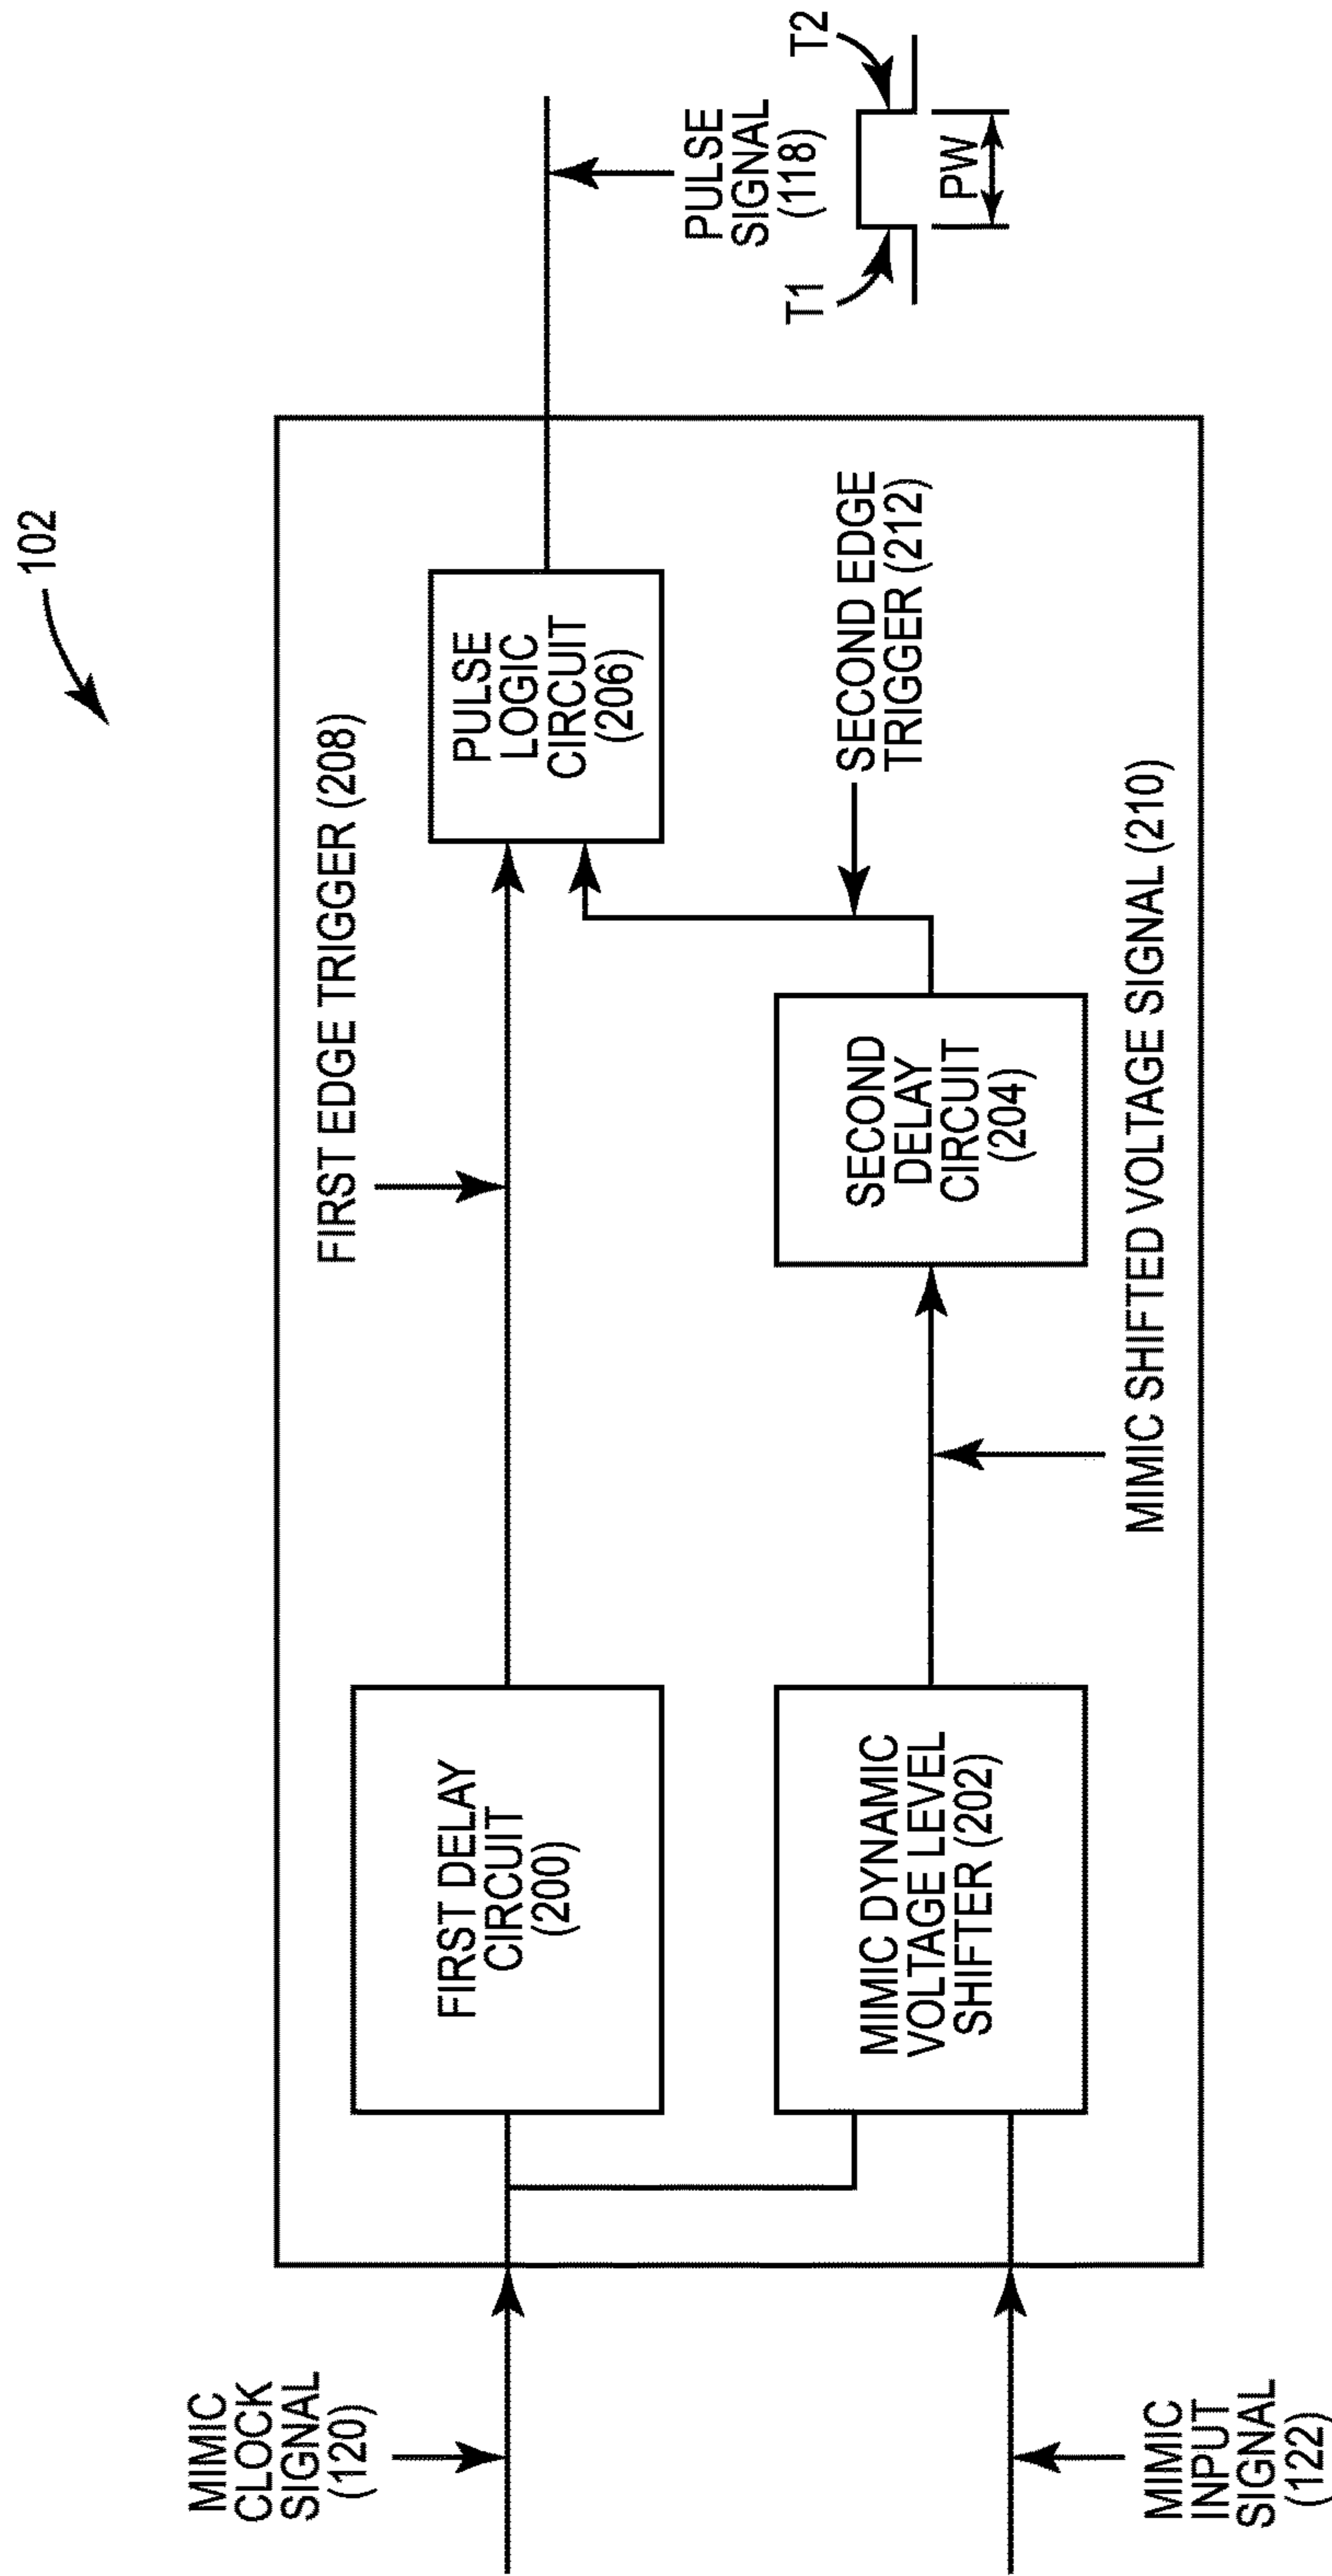 102
MIMIC
CLOCK
SIGNAL
(120)
FIRST DELAY
CIRCUIT
(200)
FIRST EDGE TRIGGER (208)
PULSE
LOGIC
CIRCUIT
(206)
PULSE
SIGNAL
(118)
T1
T2
PW
MIMIC
INPUT
SIGNAL
(122)
MIMIC DYNAMIC
VOLTAGE LEVEL
SHIFTER (202)
MIMIC SHIFTED VOLTAGE SIGNAL (210)
SECOND
DELAY
CIRCUIT
(204)
SECOND EDGE
TRIGGER (212)